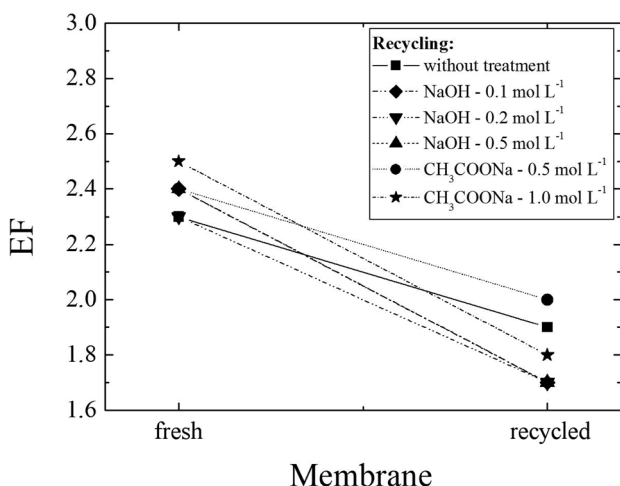 3.0
2.8
2.6
2.4
2.2
2.0
1.8
1.6
EF
Recycling:
without treatment
NaOH - 0.1 mol L⁻¹
NaOH - 0.2 mol L⁻¹
NaOH - 0.5 mol L⁻¹
CH₃COONa - 0.5 mol L⁻¹
CH₃COONa - 1.0 mol L⁻¹
fresh recycled
Membrane